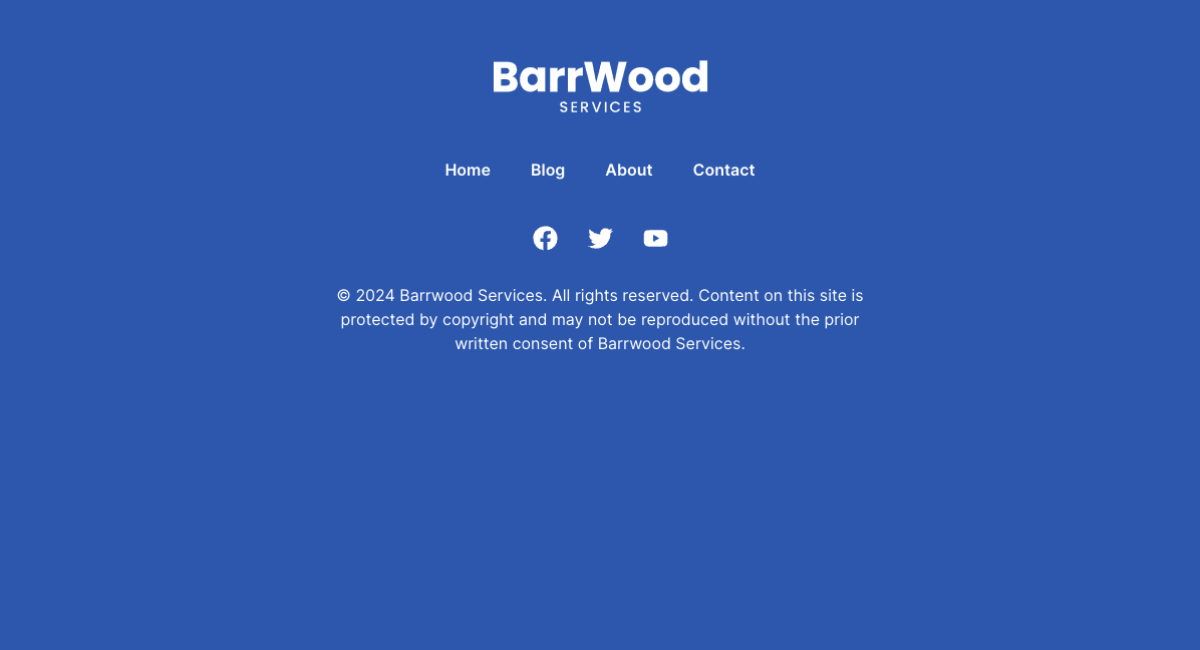 BarrWood
SERVICES
Home Blog About Contact
© 2024 Barrwood Services. All rights reserved. Content on this site is
protected by copyright and may not be reproduced without the prior
written consent of Barrwood Services.